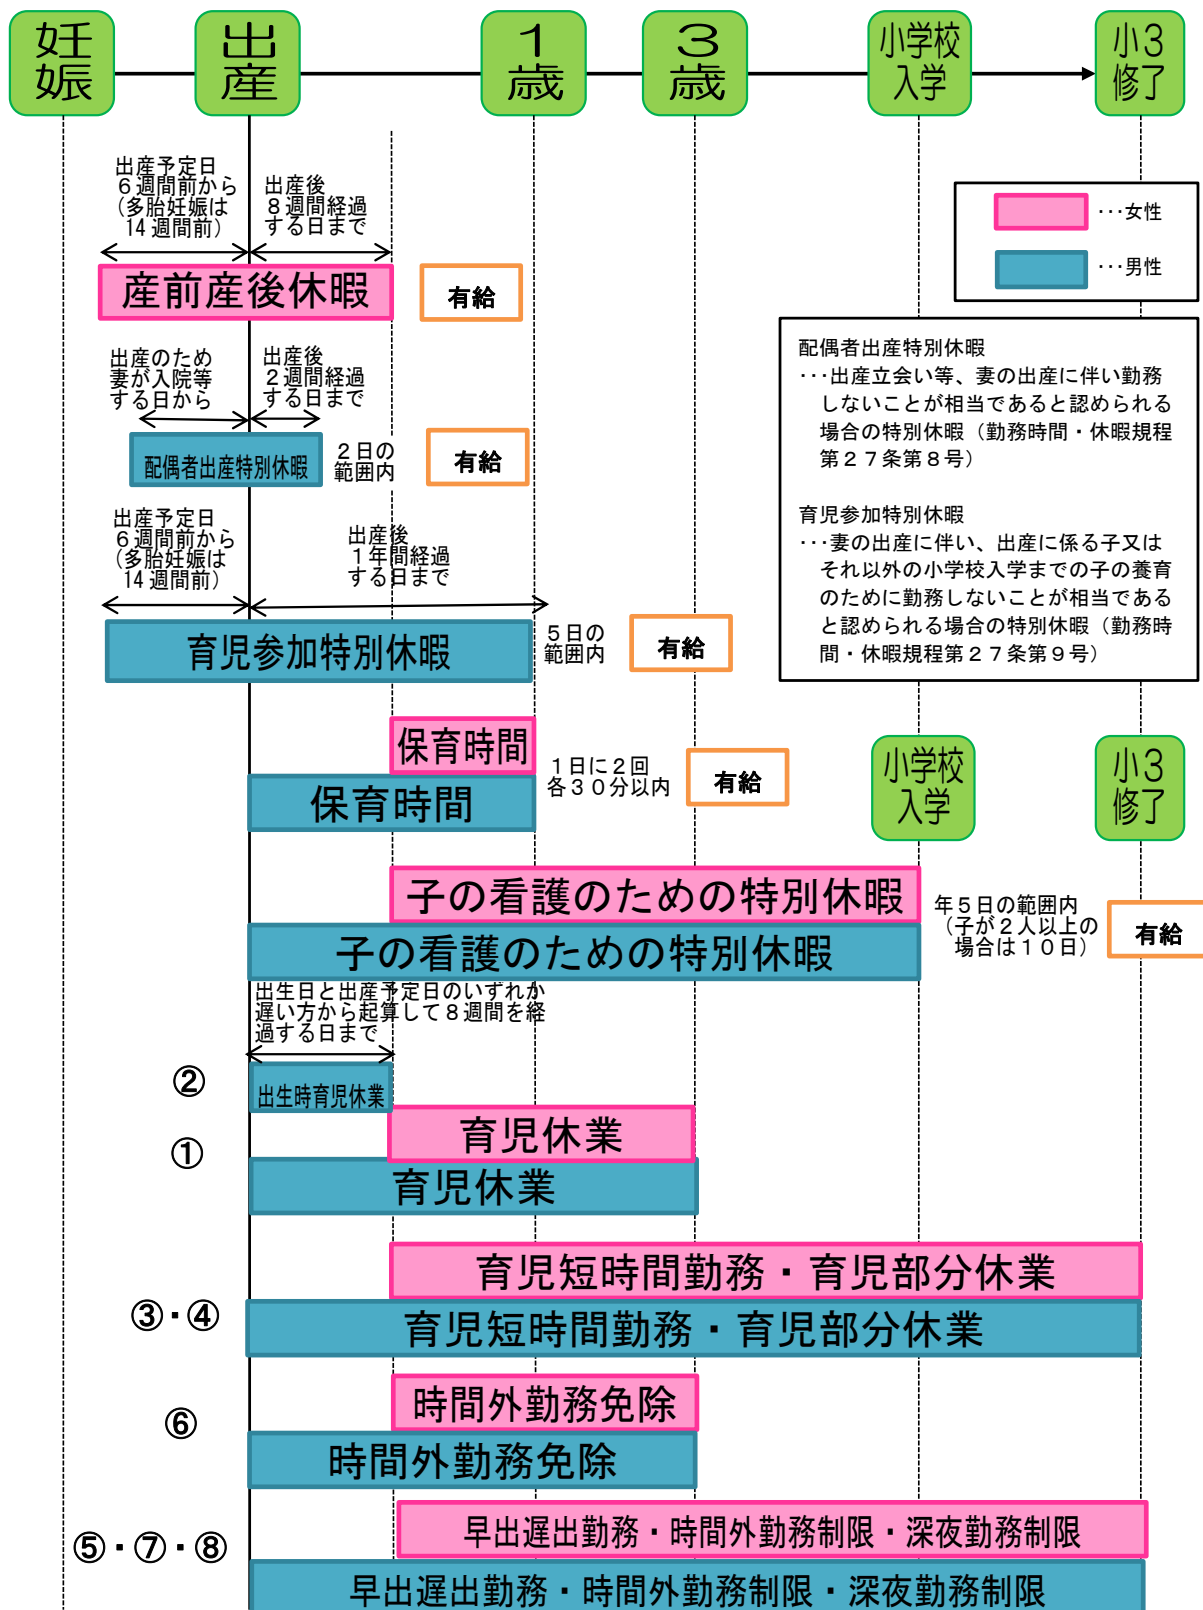 妊娠
出産
1歳
3歳
小学校入学
小3修了
出産予定日
6週間前から
(多胎妊娠は
14週間前)
出産後
8週間経過
する日まで
・・・女性
・・・男性
産前産後休暇
有給
出産のため
妻が入院等
する日から
出産後
2週間経過
する日まで
配偶者出産特別休暇
2日の
範囲内
有給
配偶者出産特別休暇
・・・出産立会い等、妻の出産に伴い勤務
しないことが相当であると認められる
場合の特別休暇(勤務時間・休暇規程
第27条第8号)
育児参加特別休暇
・・・妻の出産に伴い、出産に係る子又は
それ以外の小学校入学までの子の養育
のために勤務しないことが相当である
と認められる場合の特別休暇(勤務時
間・休暇規程第27条第9号)
出産予定日
6週間前から
(多胎妊娠は
14週間前)
出産後
1年間経過
する日まで
育児参加特別休暇
5日の
範囲内
有給
保育時間
保育時間
1日に2回
各30分以内
有給
小学校
入学
小3
修了
子の看護のための特別休暇
子の看護のための特別休暇
年5日の範囲内
(子が2人以上の
場合は10日)
有給
出生日と出産予定日のいずれか
遅い方から起算して8週間を経
過する日まで
②
出生時育児休業
①
育児休業
育児休業
③・④
育児短時間勤務・育児部分休業
育児短時間勤務・育児部分休業
⑥
時間外勤務免除
時間外勤務免除
⑤・⑦・⑧
早出遅出勤務・時間外勤務制限・深夜勤務制限
早出遅出勤務・時間外勤務制限・深夜勤務制限